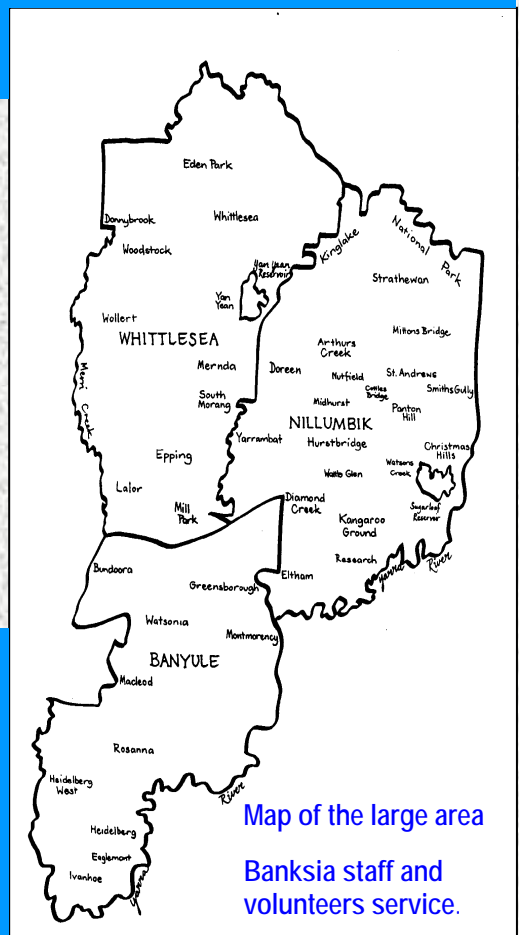 Eden Park
Donnybrook
Whittlesea
Woodstock
Yan Yean
Reservoir
Yan
Yean
Wollert
WHITTLESEA
Merri Creek
Mernda
South
Morang
Epping
Lalor
Mill
Park
Kinglake
National Park
Strathewan
Mittons Bridge
Arthurs
Creek
Doreen
Nutfield
St. Andrews
Cottles
Bridge
Smiths Gully
Midhurst
Panton
Hill
NILLUMBIK
Yarrambat
Hurstbridge
Christmas
Hills
Watsons
Creek
Wattle Glen
Sugarloaf
Reservoir
Diamond
Creek
Kangaroo
Ground
Research
Yarra River
Eltham
Bundoora
Greensborough
Watsonia
Montmorency
BANYULE
Macleod
Rosanna
Heidelberg
West
Heidelberg
Eaglemont
Ivanhoe
Yarra
River
Map of the large area
Banksia staff and
volunteers service.